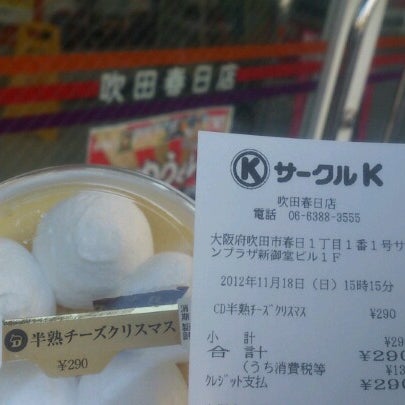 吹田春日店
半熟チーズクリスマス
¥290
K サークルK
吹田春日店
電話 06-6388-3555
大阪府吹田市春日1丁目1番1号サ
ンプラザ新御堂ビル1F
2012年11月18日(日) 15時15分
CD半熟チーズクリスマス ¥290
小 計 ¥29
合 計 ¥290
(うち消費税等 ¥13
クレジット支払 ¥290